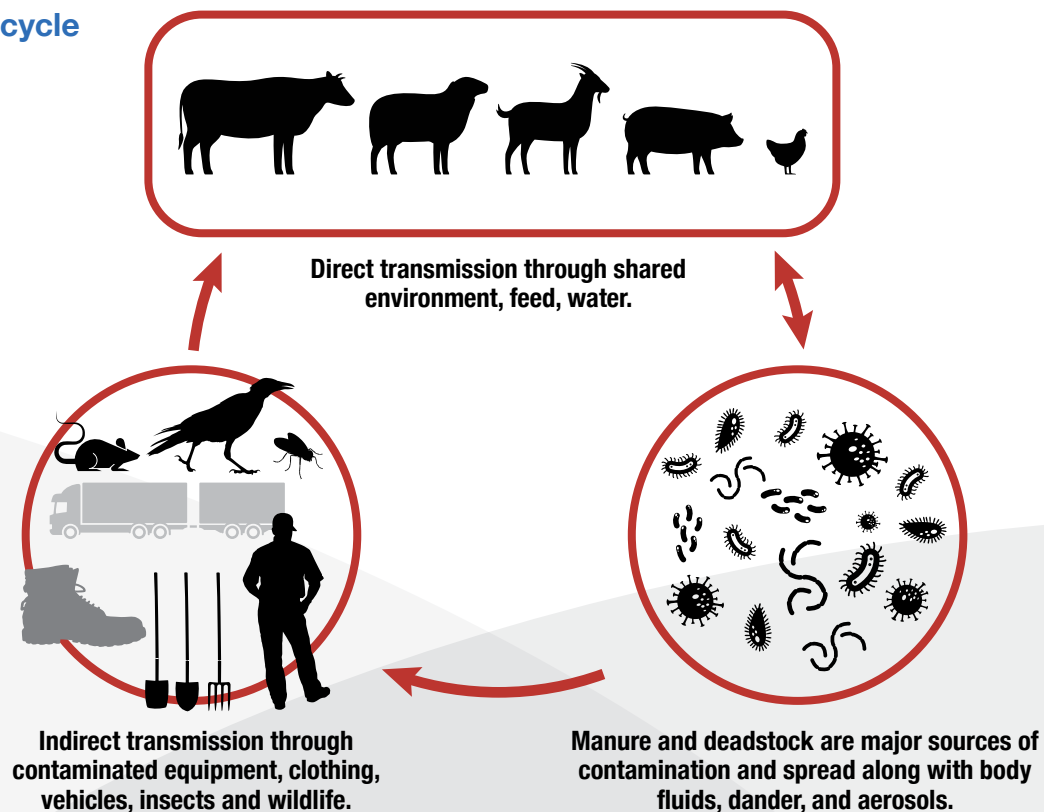 cycle
Direct transmission through shared
environment, feed, water.
Indirect transmission through
contaminated equipment, clothing,
vehicles, insects and wildlife.
Manure and deadstock are major sources of
contamination and spread along with body
fluids, dander, and aerosols.